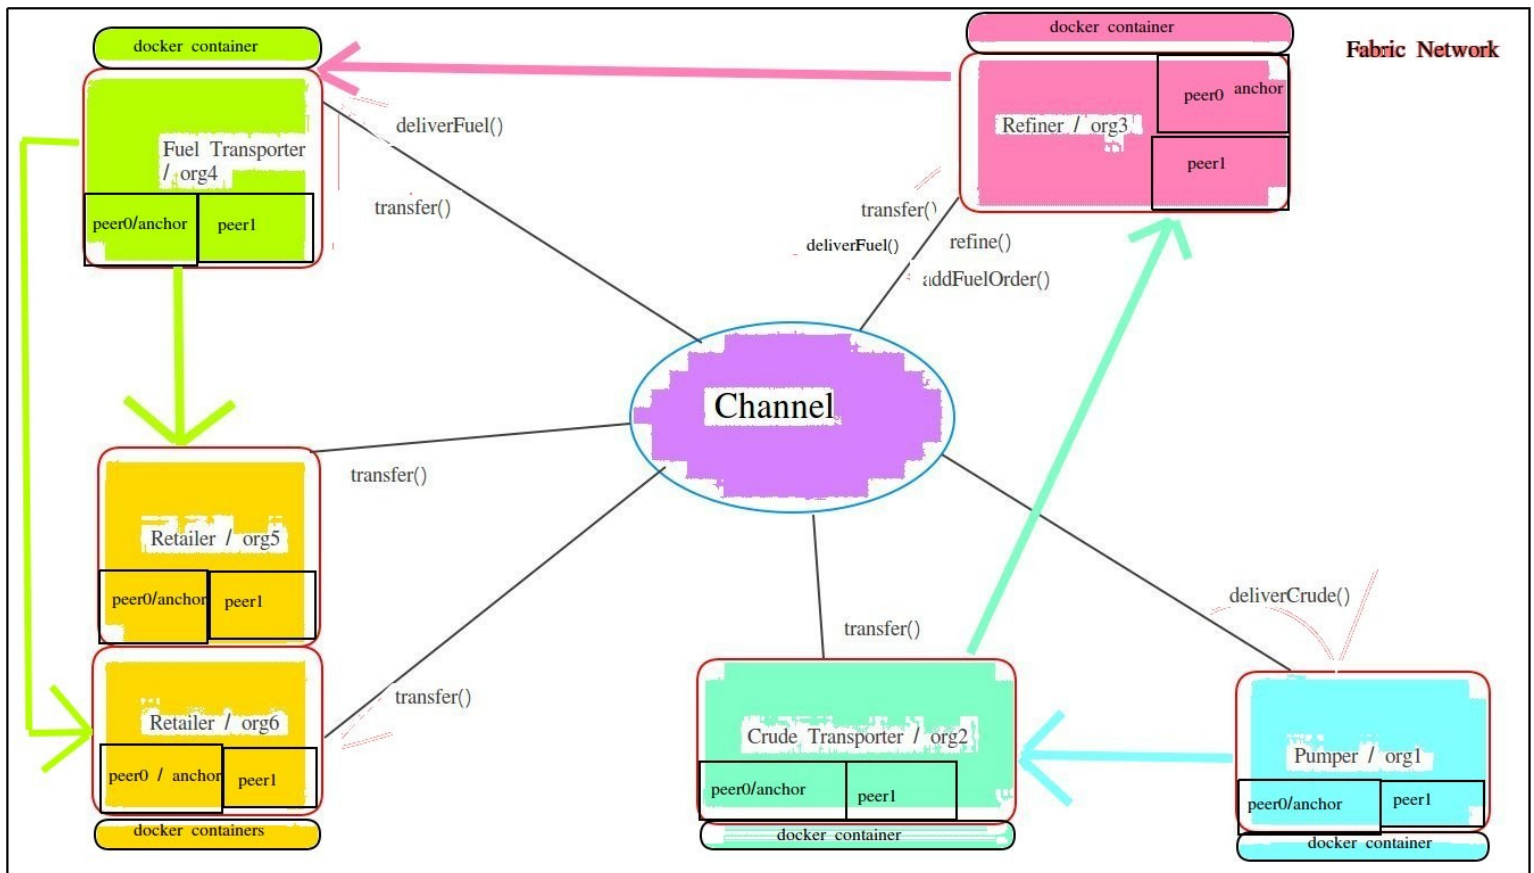 docker container
docker container
Fabric Network
Fuel Transporter
/ org4
peer0/anchor
peer1
deliverFuel()
transfer()
Refiner / org3
peer0 anchor
peer1
transfer()
deliverFuel()
refine()
addFuelOrder()
Channel
transfer()
Retailer / org5
peer0/anchor
peer1
transfer()
Retailer / org6
peer0 / anchor
peer1
docker containers
transfer()
Crude Transporter / org2
peer0/anchor
peer1
docker container
deliverCrude()
Pumper / org1
peer0/anchor
peer1
docker container